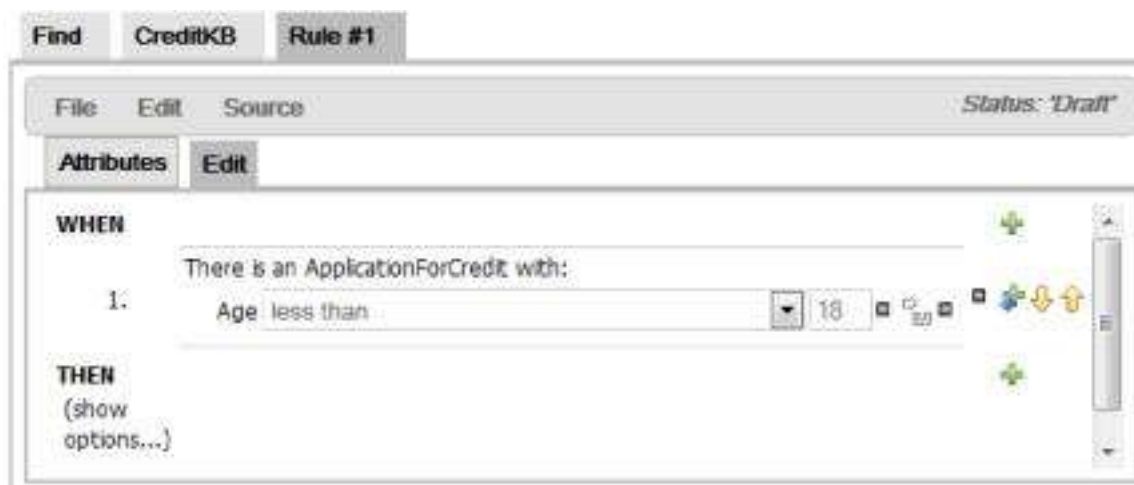 Find CreditKB Rule #1
File Edit Source Status: 'Draft'
Attributes Edit
WHEN
There is an ApplicationForCredit with:
1. Age less than 18
THEN
(show
options...)